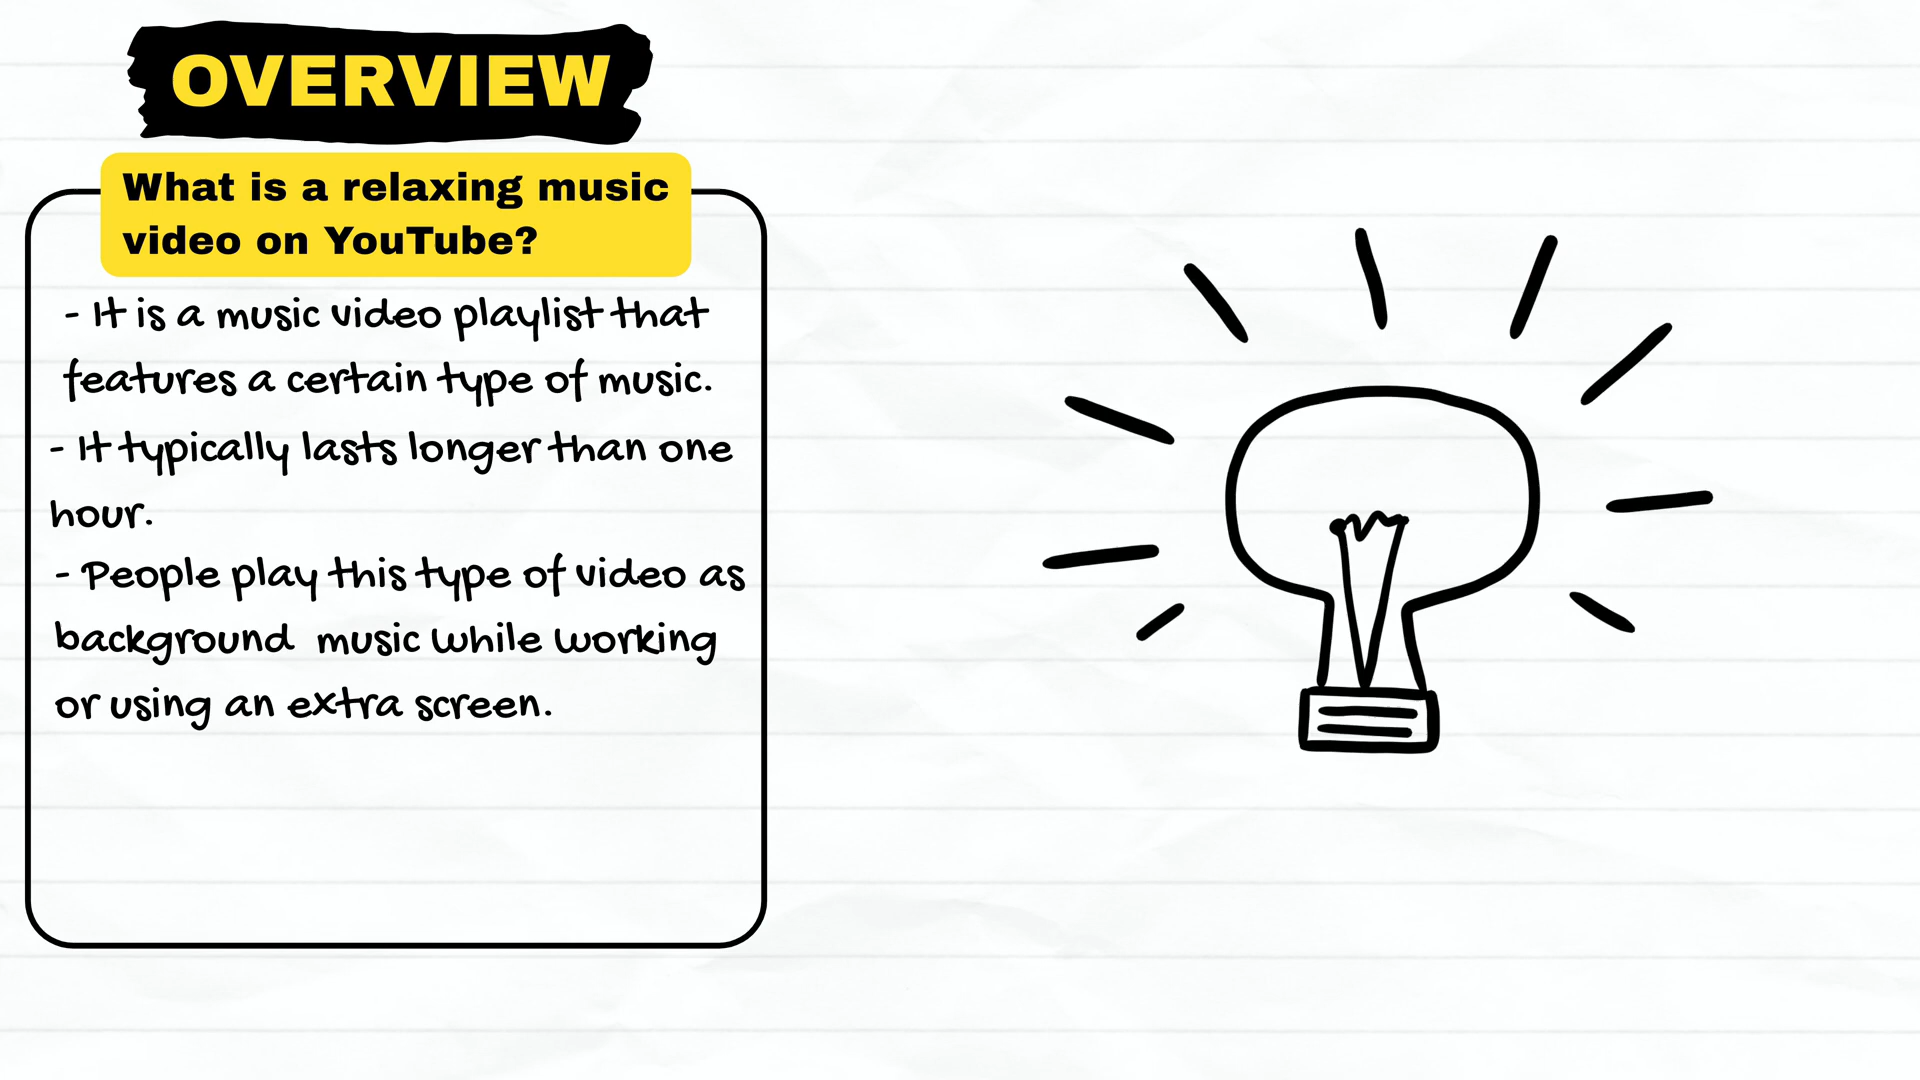 OVERVIEW
What is a relaxing music
video on YouTube?
- It is a music video playlist that
features a certain type of music.
- It typically lasts longer than one
hour.
- People play this type of video as
background music while working
or using an extra screen.